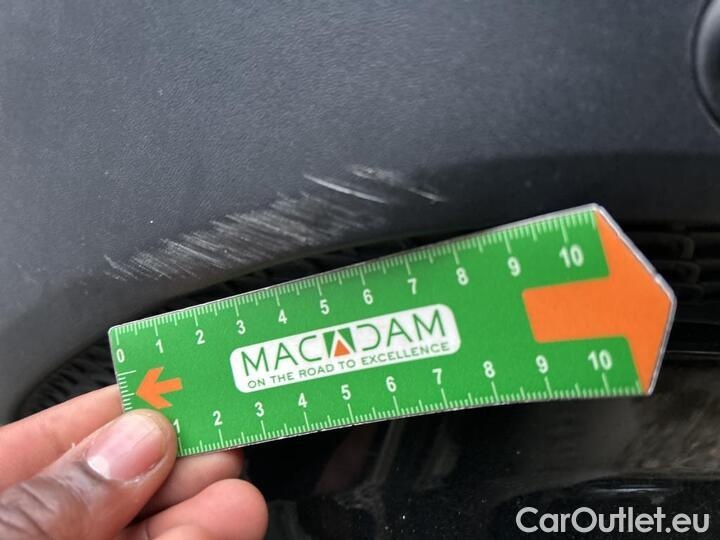 0 1 2 3 4 5 6 7 8 9 10
MACADAM
ON THE ROAD TO EXCELLENCE
1 2 3 4 5 6 7 8 9 10
CarOutlet.eu